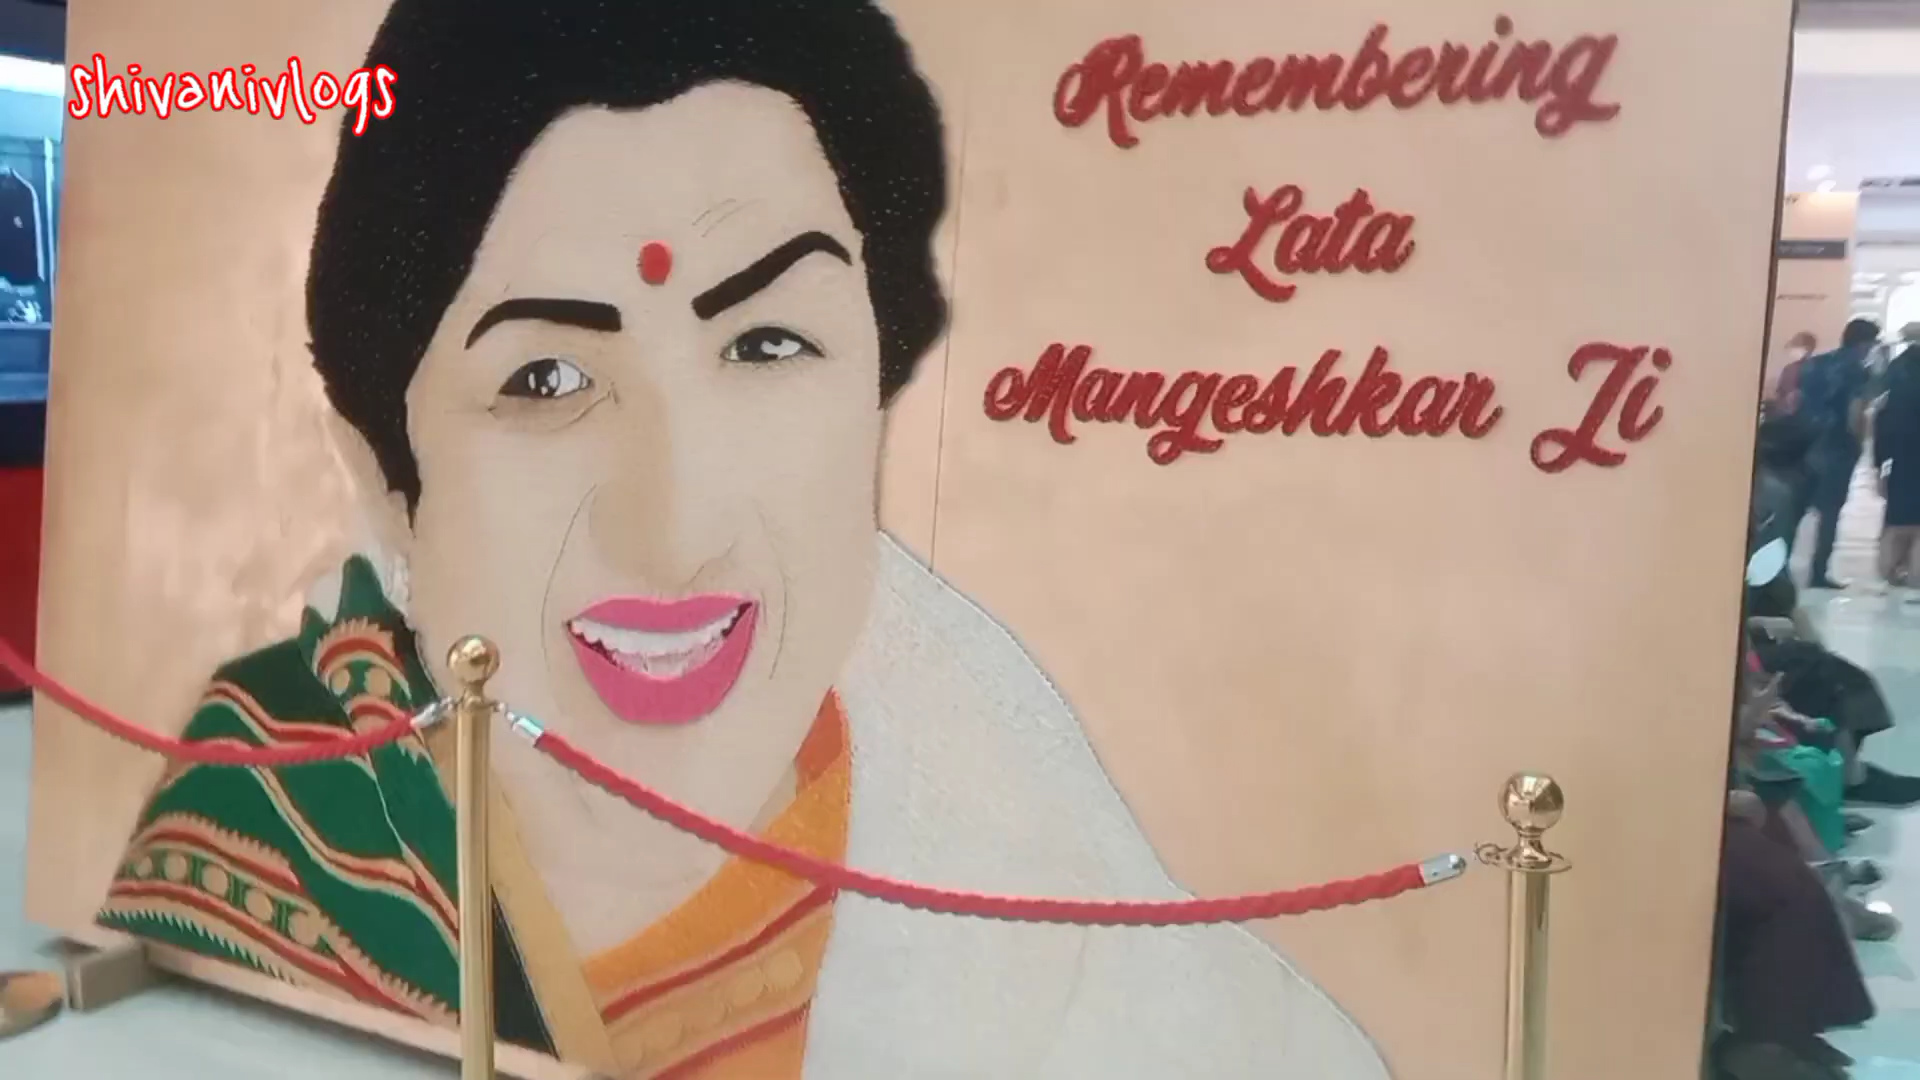 shivanivlogs
Remembering
Lata
Mangeshkar Ji